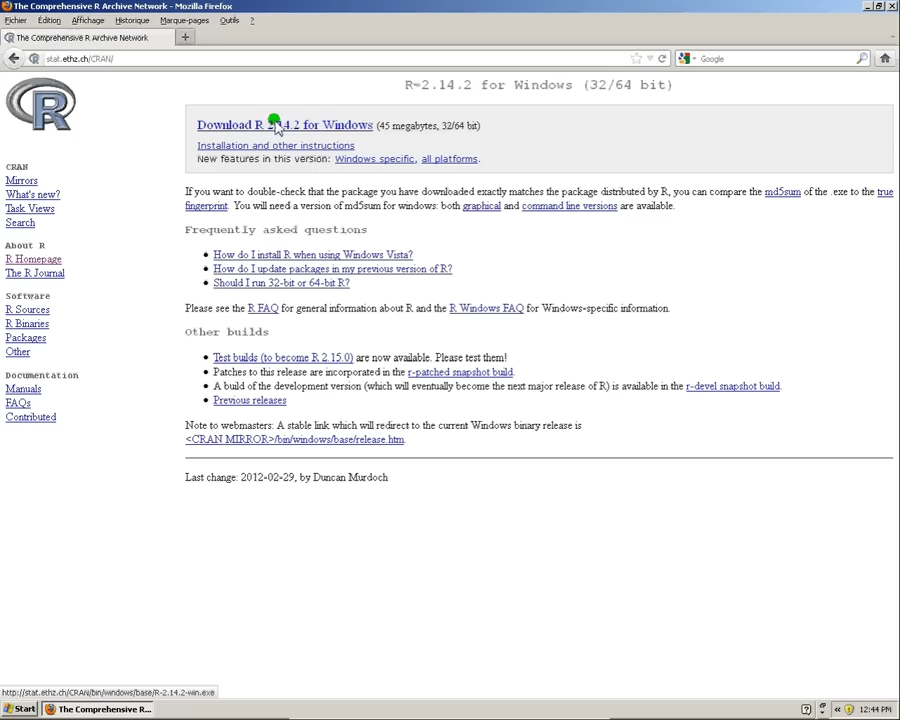 The Comprehensive R Archive Network - Mozilla Firefox
Fichier Édition Affichage Historique Marque-pages Outils ?
The Comprehensive R Archive Network
stat.ethz.ch/CRAN/
Google
R
CRAN
Mirrors
What's new?
Task Views
Search
About R
R Homepage
The R Journal
Software
R Sources
R Binaries
Packages
Other
Documentation
Manuals
FAQs
Contributed
R-2.14.2 for Windows (32/64 bit)
Download R 2.14.2 for Windows (45 megabytes, 32/64 bit)
Installation and other instructions
New features in this version: Windows specific, all platforms.
If you want to double-check that the package you have downloaded exactly matches the package distributed by R, you can compare the md5sum of the .exe to the true
fingerprint. You will need a version of md5sum for windows: both graphical and command line versions are available.
Frequently asked questions
How do I install R when using Windows Vista?
How do I update packages in my previous version of R?
Should I run 32-bit or 64-bit R?
Please see the R FAQ for general information about R and the R Windows FAQ for Windows-specific information.
Other builds
Test builds (to become R 2.15.0) are now available. Please test them!
Patches to this release are incorporated in the r-patched snapshot build.
A build of the development version (which will eventually become the next major release of R) is available in the r-devel snapshot build.
Previous releases
Note to webmasters: A stable link which will redirect to the current Windows binary release is
<CRAN MIRROR>/bin/windows/base/release.htm.
Last change: 2012-02-29, by Duncan Murdoch
http://stat.ethz.ch/CRAN/bin/windows/base/R-2.14.2-win.exe
Start
The Comprehensive R...
12:44 PM